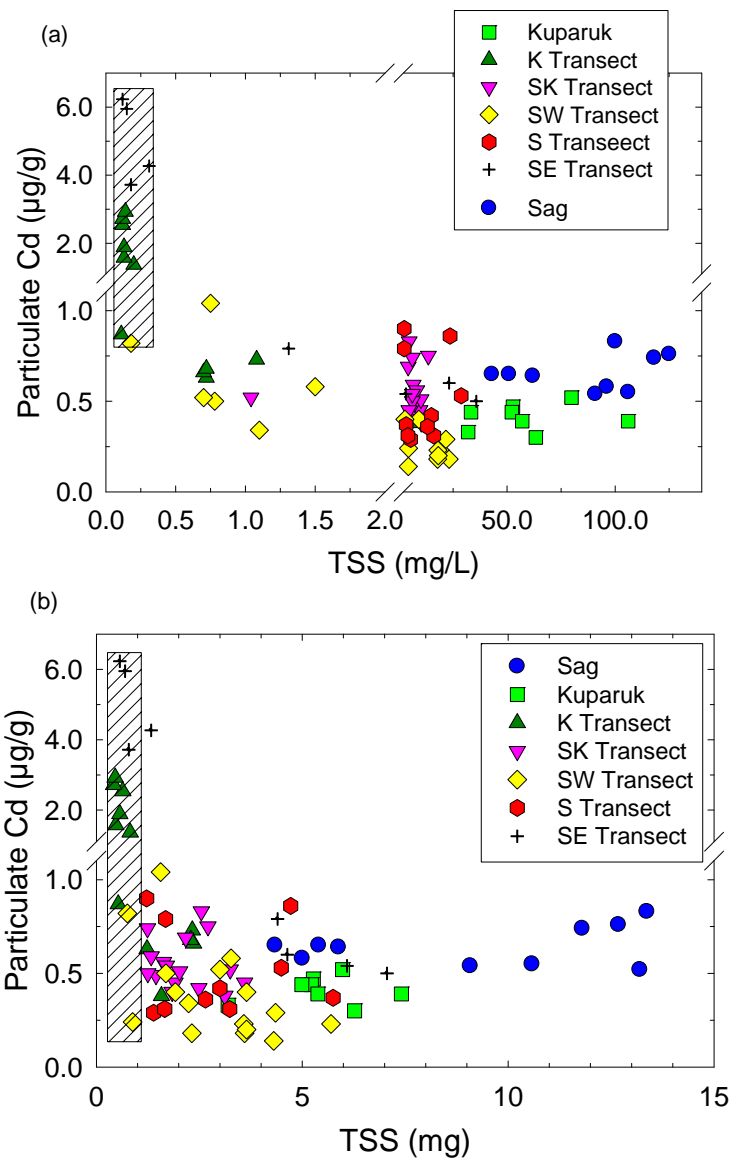 (a)
Kuparuk
K Transect
SK Transect
SW Transect
S Transeect
SE Transect
Sag
Particulate Cd (µg/g)
6.0
4.0
2.0
1.0
0.5
0.0
0.0 0.5 1.0 1.5 2.0 50.0 100.0
TSS (mg/L)
(b)
Sag
Kuparuk
K Transect
SK Transect
SW Transect
S Transect
SE Transect
Particulate Cd (µg/g)
6.0
4.0
2.0
1.0
0.5
0.0
0 5 10 15
TSS (mg)